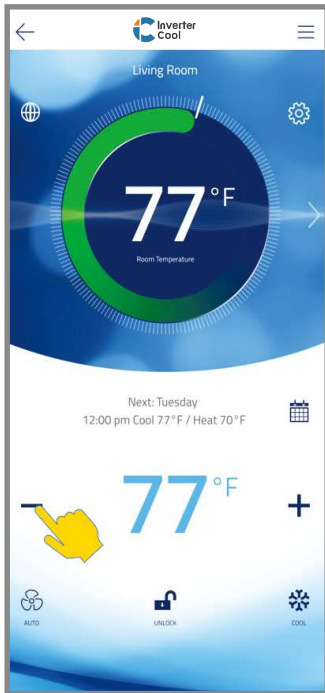 Inverter
Cool
Living Room
77°F
Room Temperature
Next: Tuesday
12:00 pm Cool 77°F / Heat 70°F
77°F
AUTO
UNLOCK
COOL